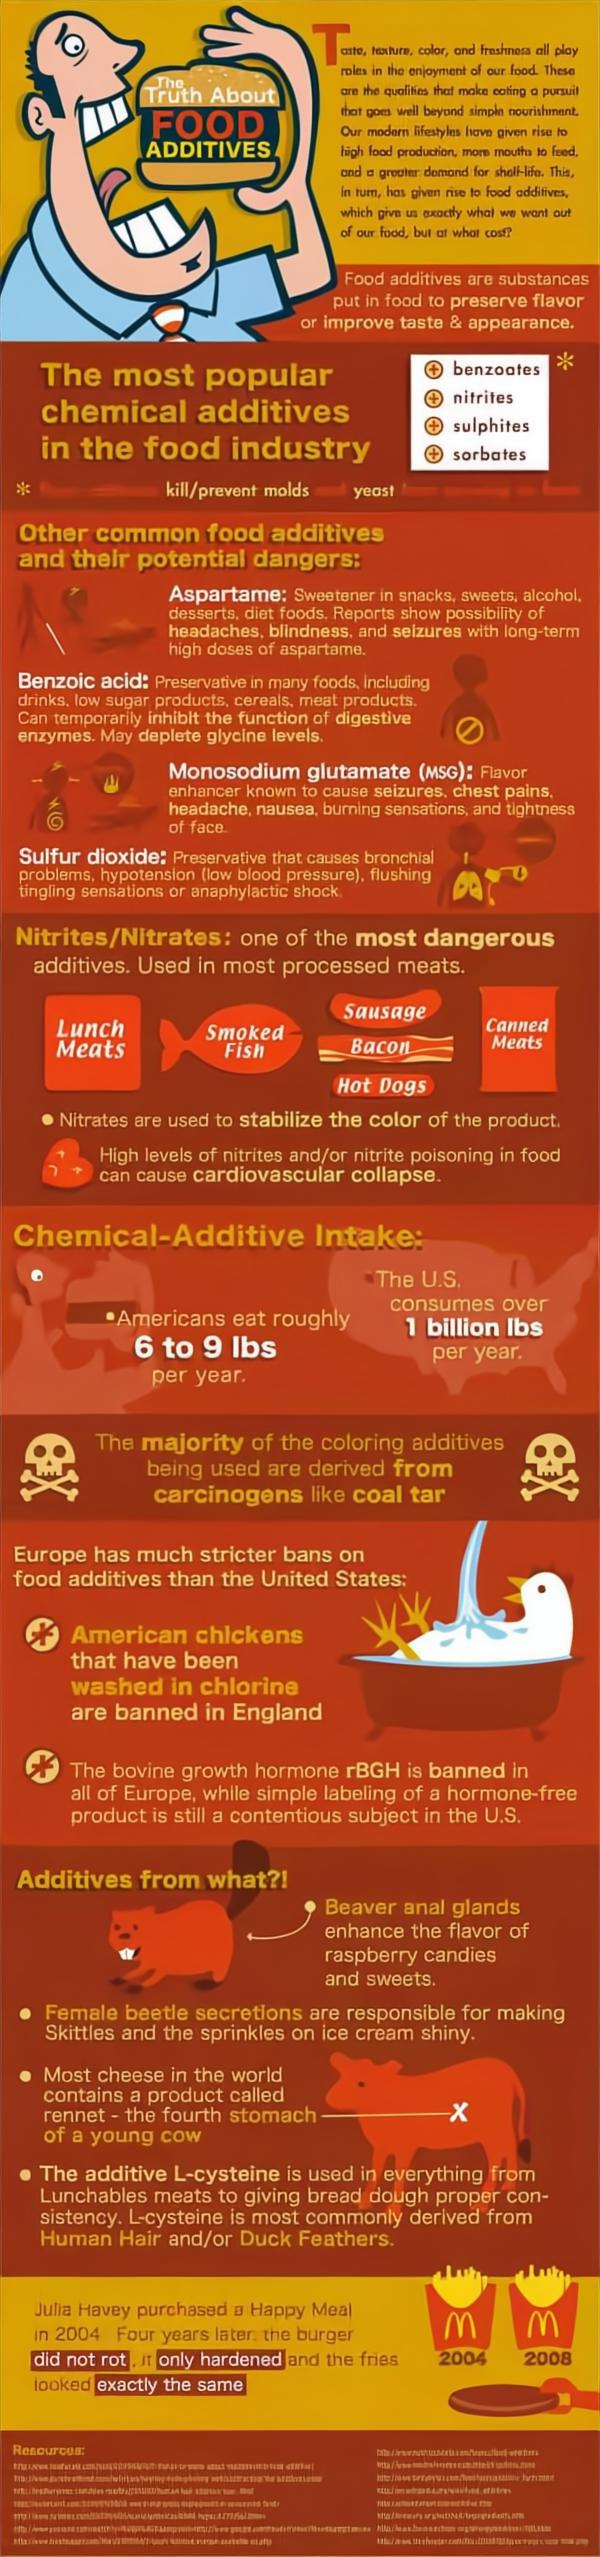 The
Truth About
FOOD
ADDITIVES
Taste, texture, color, and freshness all play
roles in the enjoyment of our food. These
are the qualities that make eating a pursuit
that goes well beyond simple nourishment.
Our modern lifestyles have given rise to
high food production, more mouths to feed,
and a greater demand for shelf-life. This,
in turn, has given rise to food additives,
which give us exactly what we want out
of our food, but at what cost?
Food additives are substances
put in food to preserve flavor
or improve taste & appearance.
The most popular
chemical additives
in the food industry
benzoates *
nitrites
sulphites
sorbates
* kill/prevent molds yeast
Other common food additives
and their potential dangers:
Aspartame: Sweetener in snacks, sweets, alcohol,
desserts, diet foods. Reports show possibility of
headaches, blindness, and seizures with long-term
high doses of aspartame.
Benzoic acid: Preservative in many foods, including
drinks, low sugar products, cereals, meat products.
Can temporarily inhibit the function of digestive
enzymes. May deplete glycine levels.
Monosodium glutamate (MSG): Flavor
enhancer known to cause seizures, chest pains,
headache, nausea, burning sensations, and tightness
of face.
Sulfur dioxide: Preservative that causes bronchial
problems, hypotension (low blood pressure), flushing
tingling sensations or anaphylactic shock.
Nitrites/Nitrates: one of the most dangerous
additives. Used in most processed meats.
Lunch
Meats
Smoked
Fish
Sausage
Bacon
Hot Dogs
Canned
Meats
Nitrates are used to stabilize the color of the product.
High levels of nitrites and/or nitrite poisoning in food
can cause cardiovascular collapse.
Chemical-Additive Intake:
Americans eat roughly
6 to 9 lbs
per year.
The U.S.
consumes over
1 billion lbs
per year.
The majority of the coloring additives
being used are derived from
carcinogens like coal tar
Europe has much stricter bans on
food additives than the United States:
American chickens
that have been
washed in chlorine
are banned in England
The bovine growth hormone rBGH is banned in
all of Europe, while simple labeling of a hormone-free
product is still a contentious subject in the U.S.
Additives from what?!
Beaver anal glands
enhance the flavor of
raspberry candies
and sweets.
Female beetle secretions are responsible for making
Skittles and the sprinkles on ice cream shiny.
Most cheese in the world
contains a product called
rennet - the fourth stomach
of a young cow
X
The additive L-cysteine is used in everything from
Lunchables meats to giving bread dough proper con-
sistency. L-cysteine is most commonly derived from
Human Hair and/or Duck Feathers.
Julia Havey purchased a Happy Meal
in 2004 Four years later, the burger
did not rot, it only hardened and the fries
looked exactly the same
2004 2008
Resources: